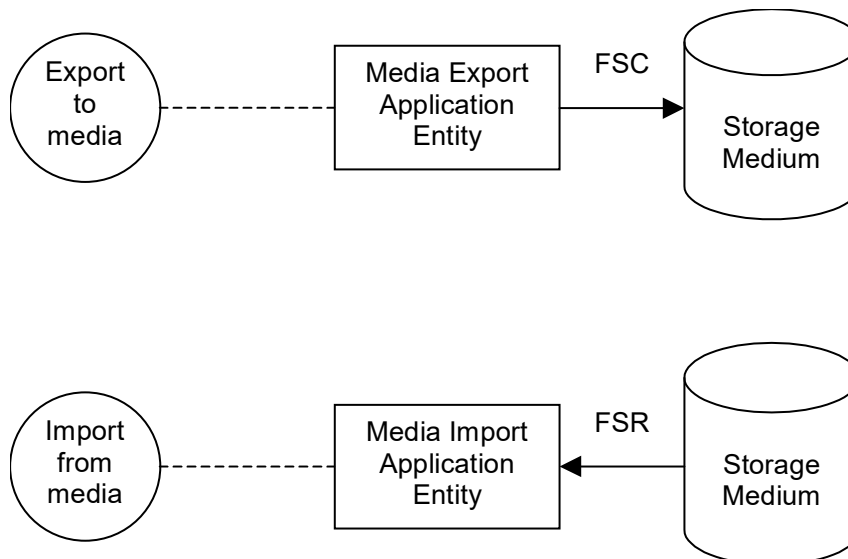 Export
to
media
Media Export
Application
Entity
FSC
Storage
Medium
Import
from
media
Media Import
Application
Entity
FSR
Storage
Medium